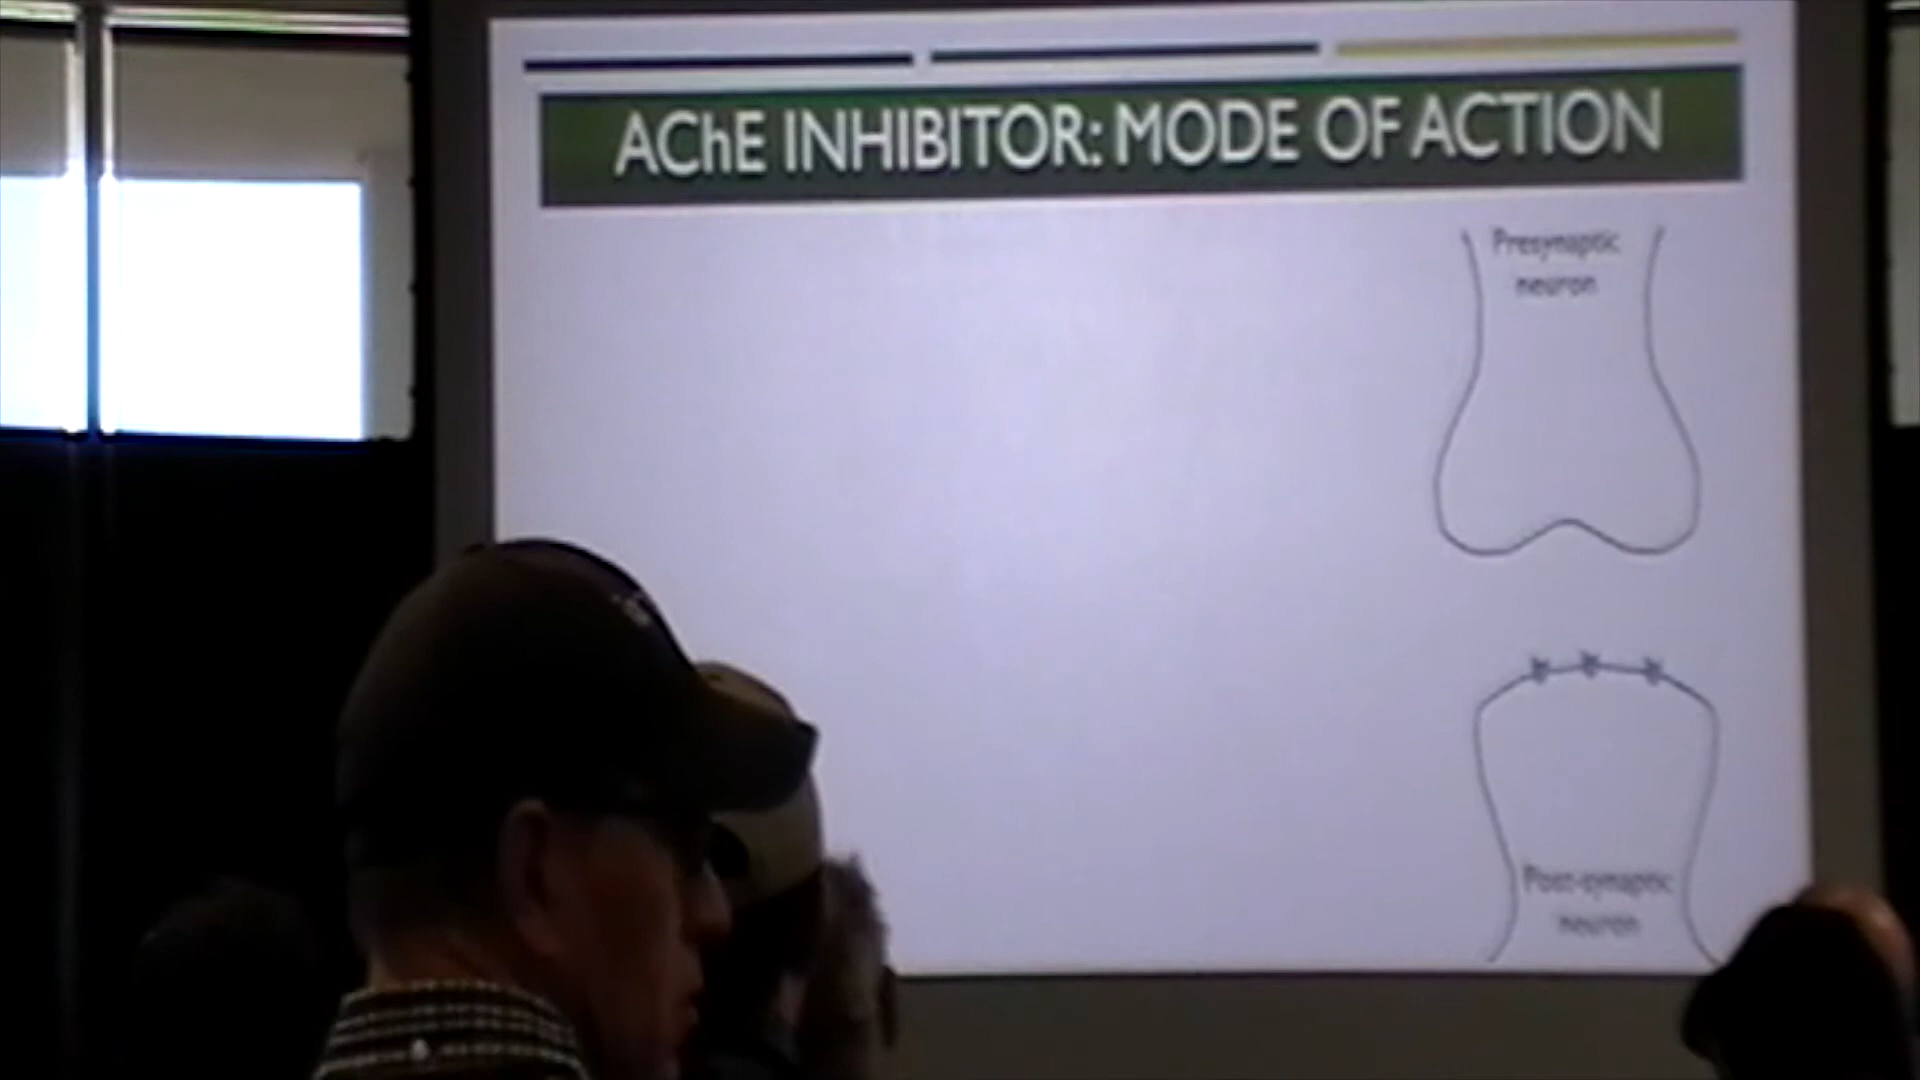 AChE INHIBITOR: MODE OF ACTION
Presynaptic
neuron
Post-synaptic
neuron